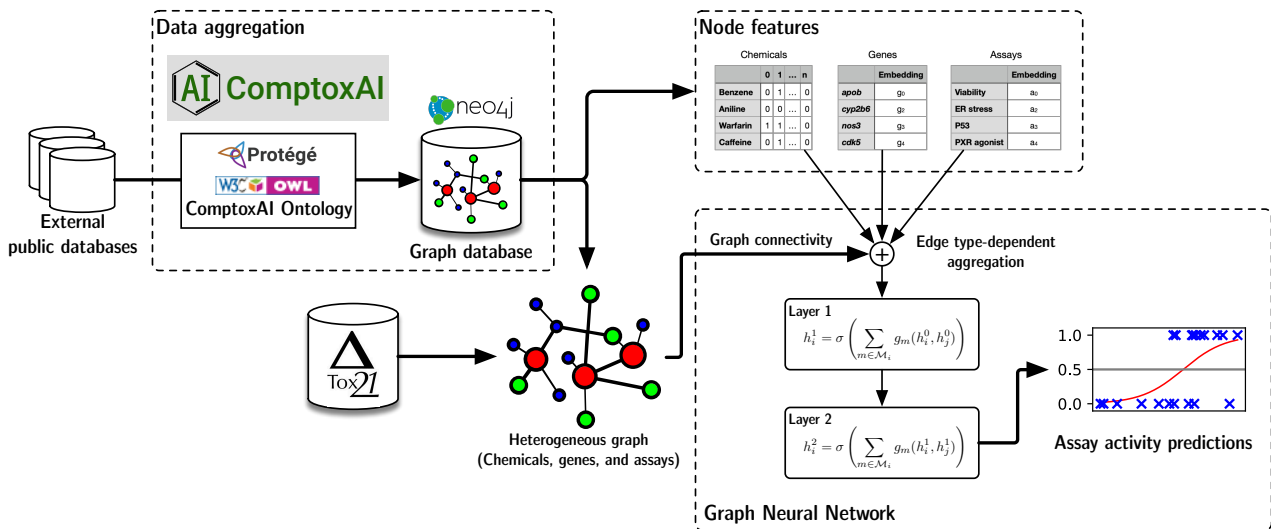 Data aggregation
AI ComptoxAI
neo4j
Protégé
W3C OWL
ComptoxAI Ontology
External
public databases
Graph database
Node features
Chemicals
0 1 ... n
Benzene 0 1 ... 0
Aniline 0 0 ... 0
Warfarin 1 1 ... 0
Caffeine 0 1 ... 0
Genes
Embedding
apob g₀
cyp2b6 g₂
nos3 g₃
cdk5 g₄
Assays
Embedding
Viability a₀
ER stress a₂
P53 a₃
PXR agonist a₄
Graph connectivity
+
Edge type-dependent
aggregation
Tox21
Heterogeneous graph
(Chemicals, genes, and assays)
Layer 1
h_i^1 = σ ( ∑_{m∈ℳ_i} g_m(h_i^0, h_j^0) )
Layer 2
h_i^2 = σ ( ∑_{m∈ℳ_i} g_m(h_i^1, h_j^1) )
1.0
0.5
0.0
Assay activity predictions
Graph Neural Network